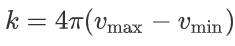 k = 4π(v_max − v_min)